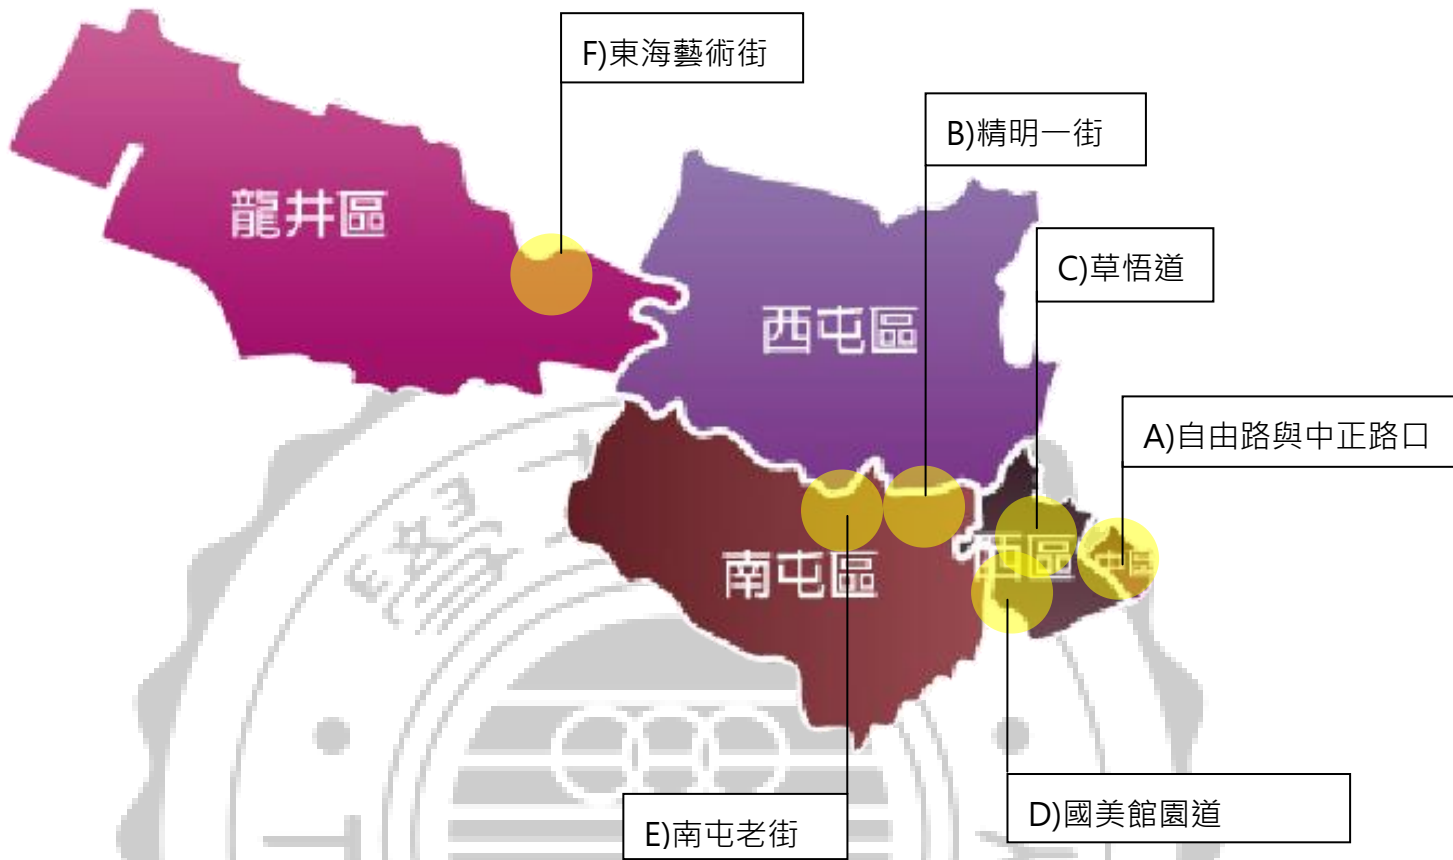 F)東海藝術街
B)精明一街
龍井區
C)草悟道
西屯區
A)自由路與中正路口
南屯區
西區
中區
D)國美館園道
E)南屯老街